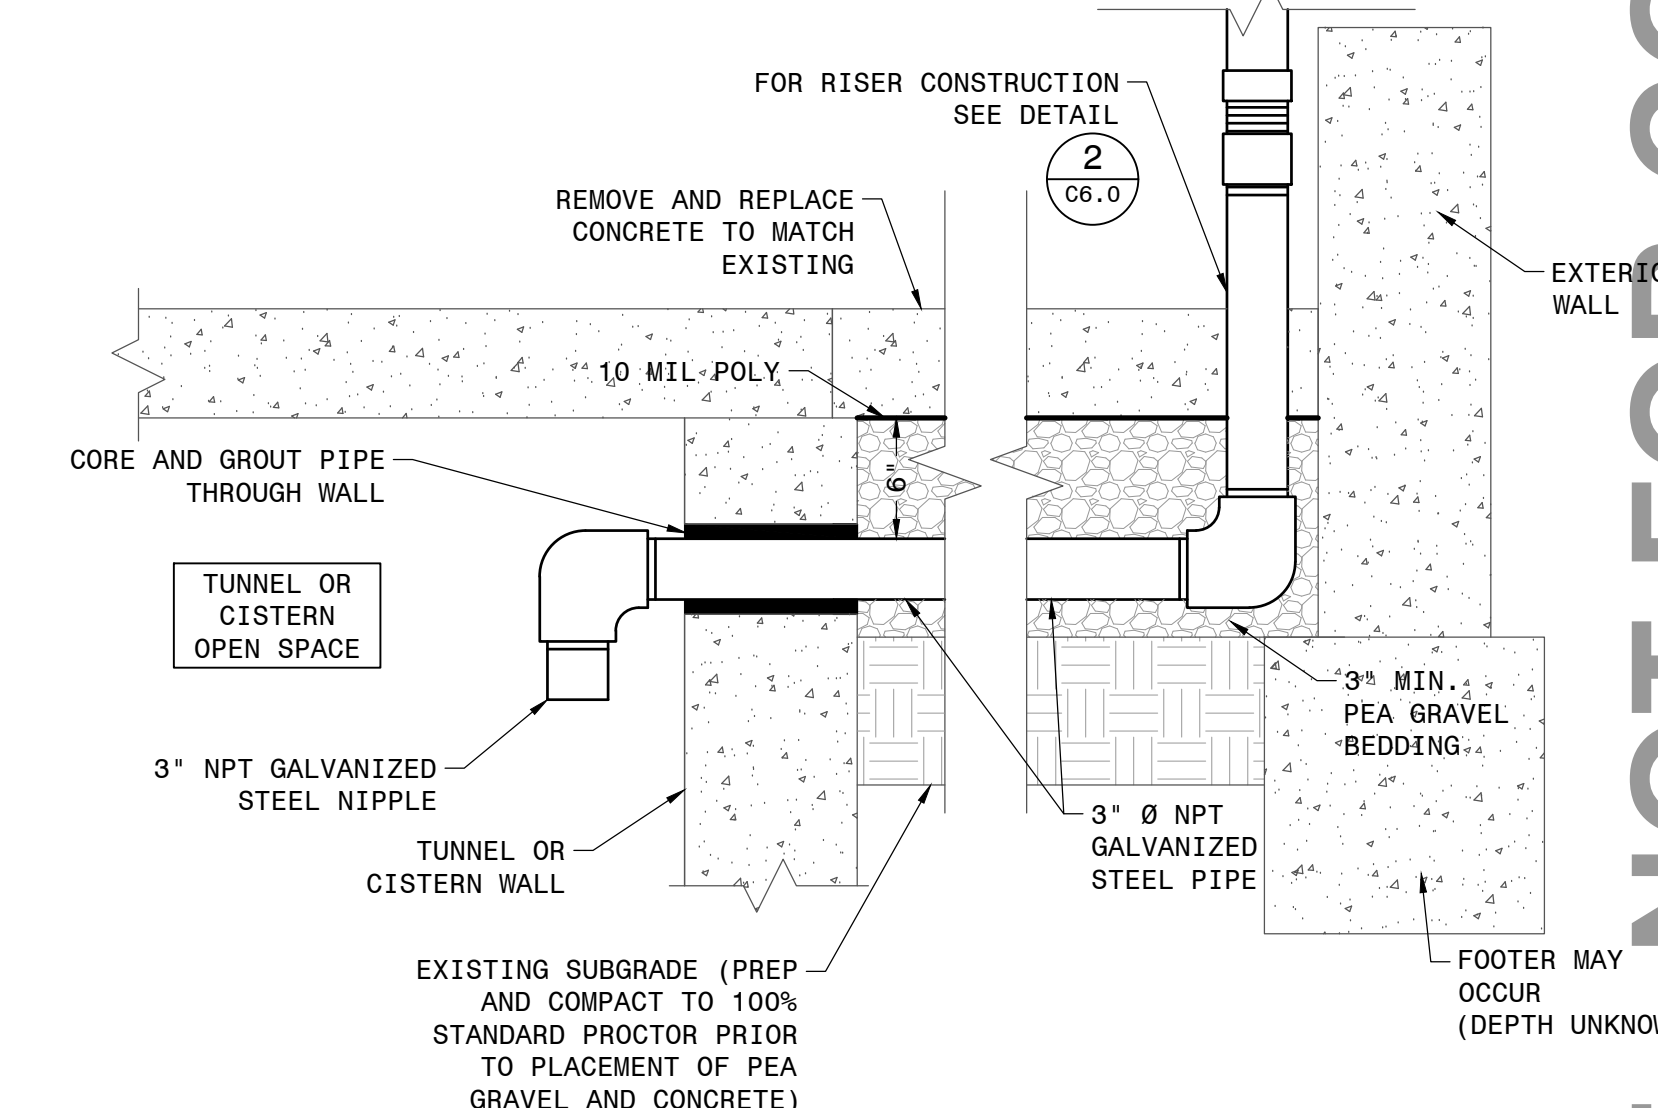 FOR RISER CONSTRUCTION
SEE DETAIL
2
C6.0
REMOVE AND REPLACE
CONCRETE TO MATCH
EXISTING
WALL
10 MIL POLY
CORE AND GROUT PIPE
THROUGH WALL
6"
TUNNEL OR
CISTERN
OPEN SPACE
3" MIN.
PEA GRAVEL
BEDDING
3" NPT GALVANIZED
STEEL NIPPLE
3" Ø NPT
GALVANIZED
STEEL PIPE
TUNNEL OR
CISTERN WALL
EXISTING SUBGRADE (PREP
AND COMPACT TO 100%
STANDARD PROCTOR PRIOR
TO PLACEMENT OF PEA
GRAVEL AND CONCRETE)
FOOTER MAY
OCCUR
(DEPTH
NOT FOR